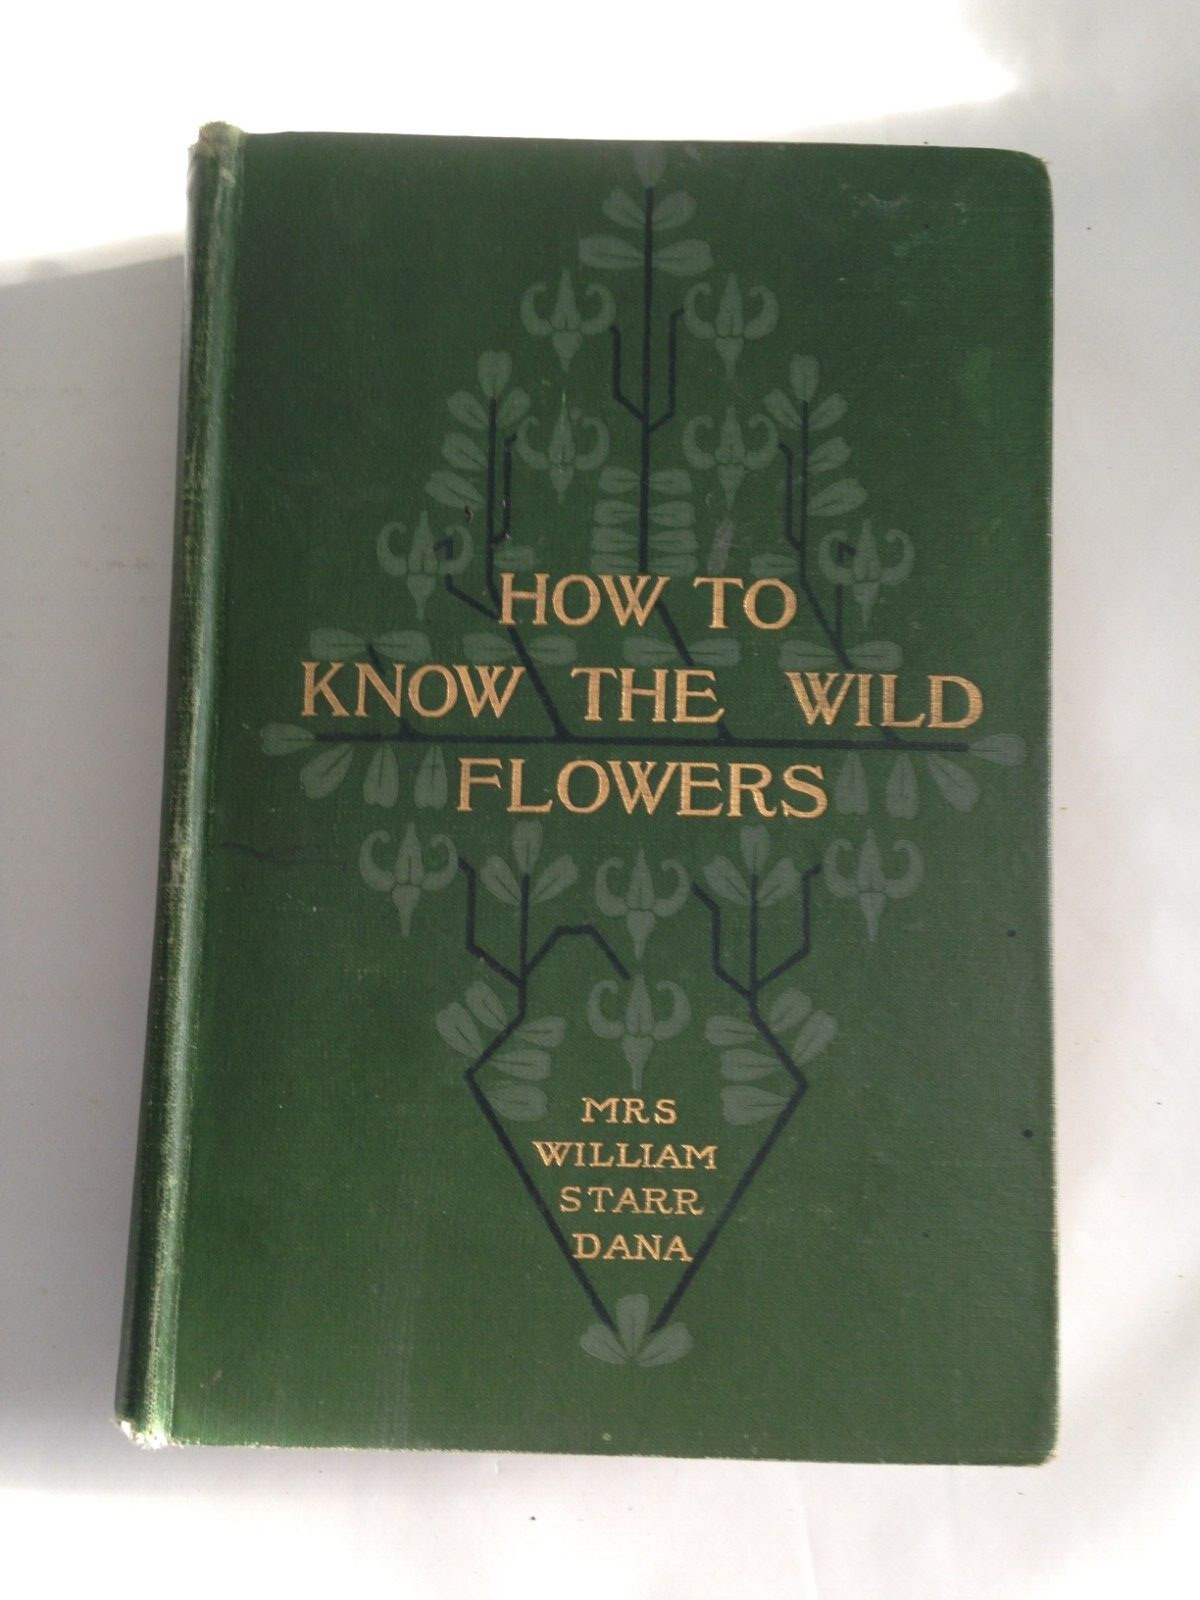 HOW TO
KNOW THE WILD
FLOWERS
MRS
WILLIAM
STARR
DANA